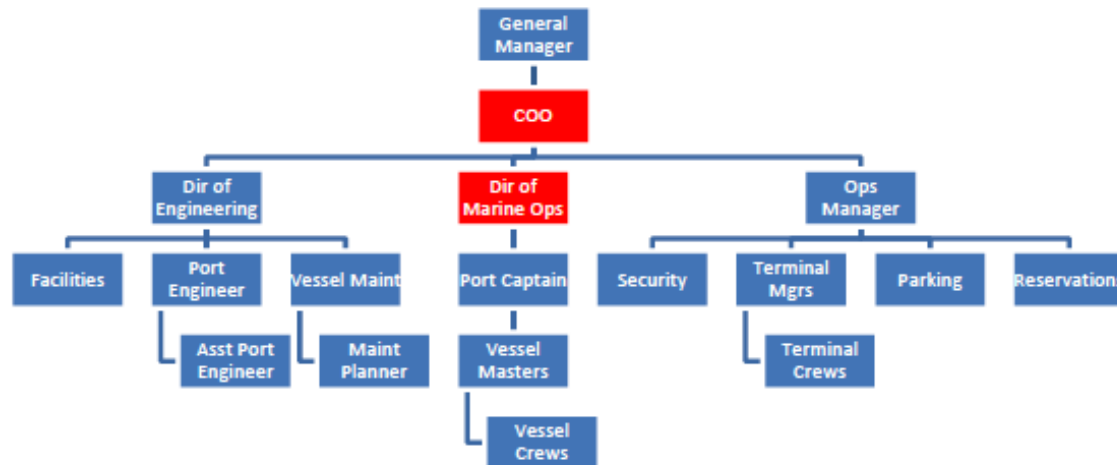 General
Manager
COO
Dir of
Engineering
Dir of
Marine Ops
Ops
Manager
Facilities
Port
Engineer
Vessel Maint
Port Captain
Security
Terminal
Mgrs
Parking
Reservations
Asst Port
Engineer
Maint
Planner
Vessel
Masters
Terminal
Crews
Vessel
Crews